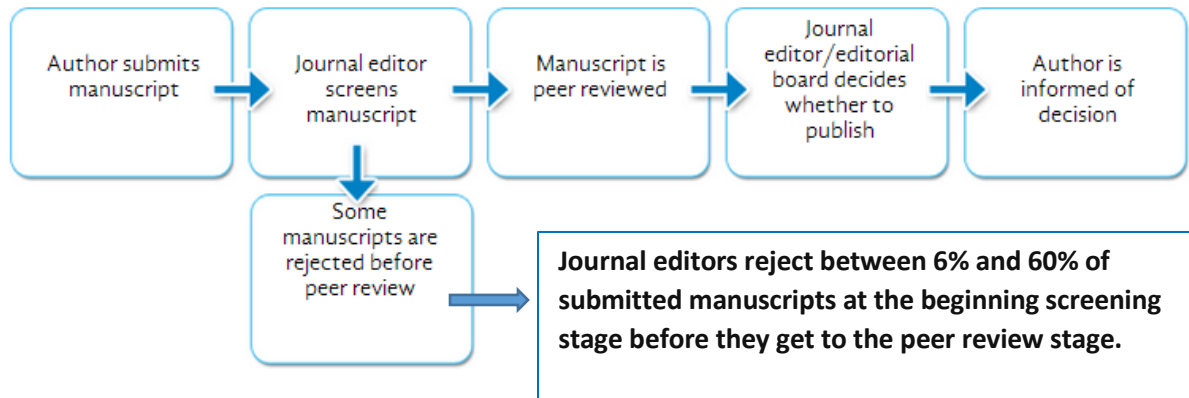 Author submits
manuscript
Journal editor
screens
manuscript
Manuscript is
peer reviewed
Journal
editor/editorial
board decides
whether to
publish
Author is
informed of
decision
Some
manuscripts are
rejected before
peer review
Journal editors reject between 6% and 60% of
submitted manuscripts at the beginning screening
stage before they get to the peer review stage.